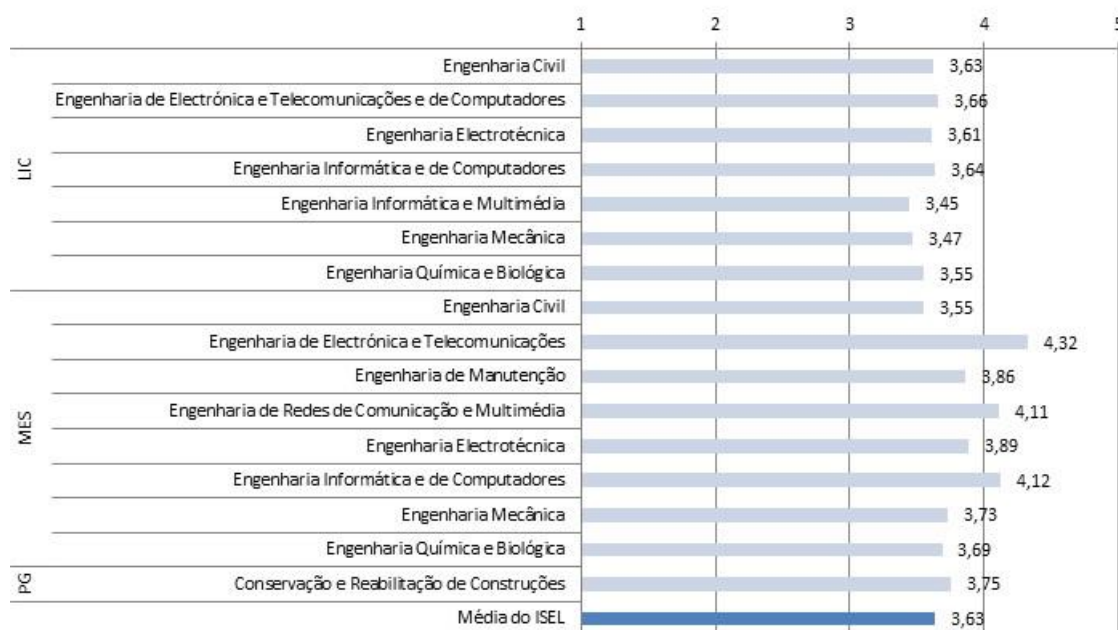 1 2 3 4 5
LIC
Engenharia Civil 3,63
Engenharia de Electrónica e Telecomunicações e de Computadores 3,66
Engenharia Electrotécnica 3,61
Engenharia Informática e de Computadores 3,64
Engenharia Informática e Multimédia 3,45
Engenharia Mecânica 3,47
Engenharia Química e Biológica 3,55
MES
Engenharia Civil 3,55
Engenharia de Electrónica e Telecomunicações 4,32
Engenharia de Manutenção 3,86
Engenharia de Redes de Comunicação e Multimédia 4,11
Engenharia Electrotécnica 3,89
Engenharia Informática e de Computadores 4,12
Engenharia Mecânica 3,73
Engenharia Química e Biológica 3,69
PG
Conservação e Reabilitação de Construções 3,75
Média do ISEL 3,63